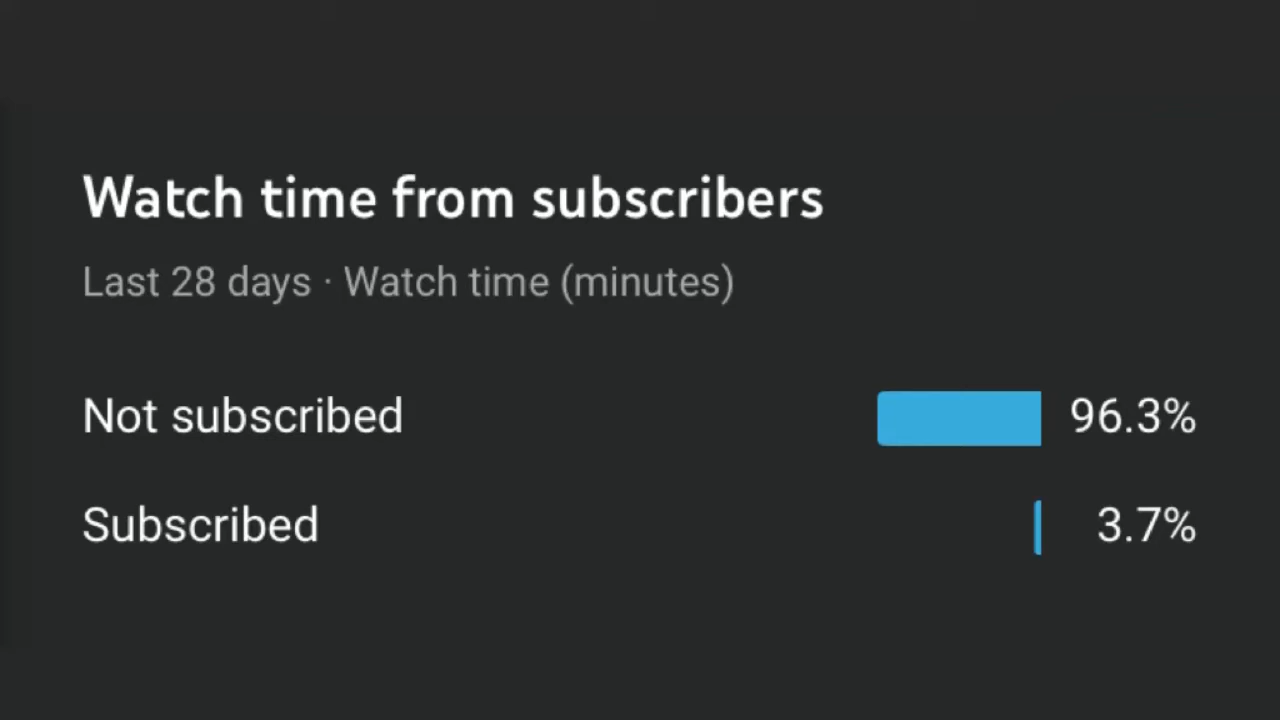 Watch time from subscribers
Last 28 days · Watch time (minutes)
Not subscribed 96.3%
Subscribed 3.7%